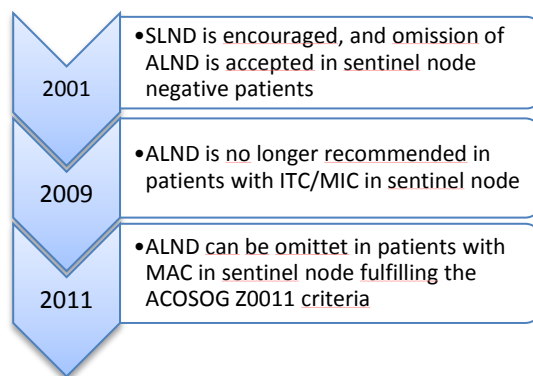 2001
•SLND is encouraged, and omission of
ALND is accepted in sentinel node
negative patients
2009
•ALND is no longer recommended in
patients with ITC/MIC in sentinel node
2011
•ALND can be omittet in patients with
MAC in sentinel node fulfilling the
ACOSOG Z0011 criteria